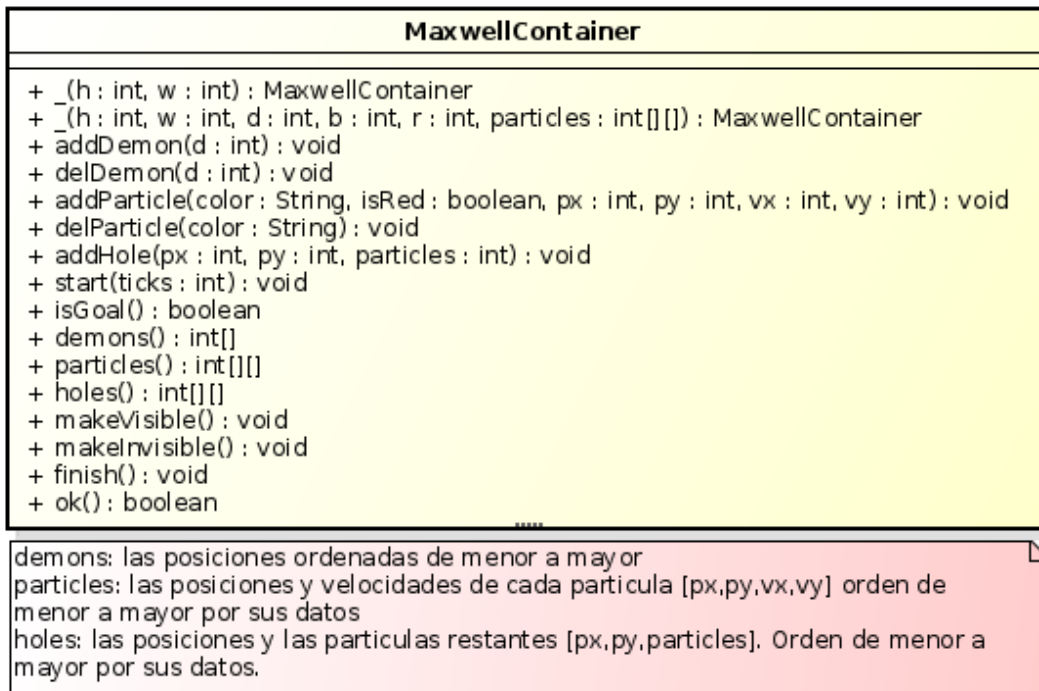 MaxwellContainer
+ _(h : int, w : int) : MaxwellContainer
+ _(h : int, w : int, d : int, b : int, r : int, particles : int[][]) : MaxwellContainer
+ addDemon(d : int) : void
+ delDemon(d : int) : void
+ addParticle(color : String, isRed : boolean, px : int, py : int, vx : int, vy : int) : void
+ delParticle(color : String) : void
+ addHole(px : int, py : int, particles : int) : void
+ start(ticks : int) : void
+ isGoal() : boolean
+ demons() : int[]
+ particles() : int[][]
+ holes() : int[][]
+ makeVisible() : void
+ makeInvisible() : void
+ finish() : void
+ ok() : boolean
demons: las posiciones ordenadas de menor a mayor
particles: las posiciones y velocidades de cada particula [px,py,vx,vy] orden de
menor a mayor por sus datos
holes: las posiciones y las particulas restantes [px,py,particles]. Orden de menor a
mayor por sus datos.